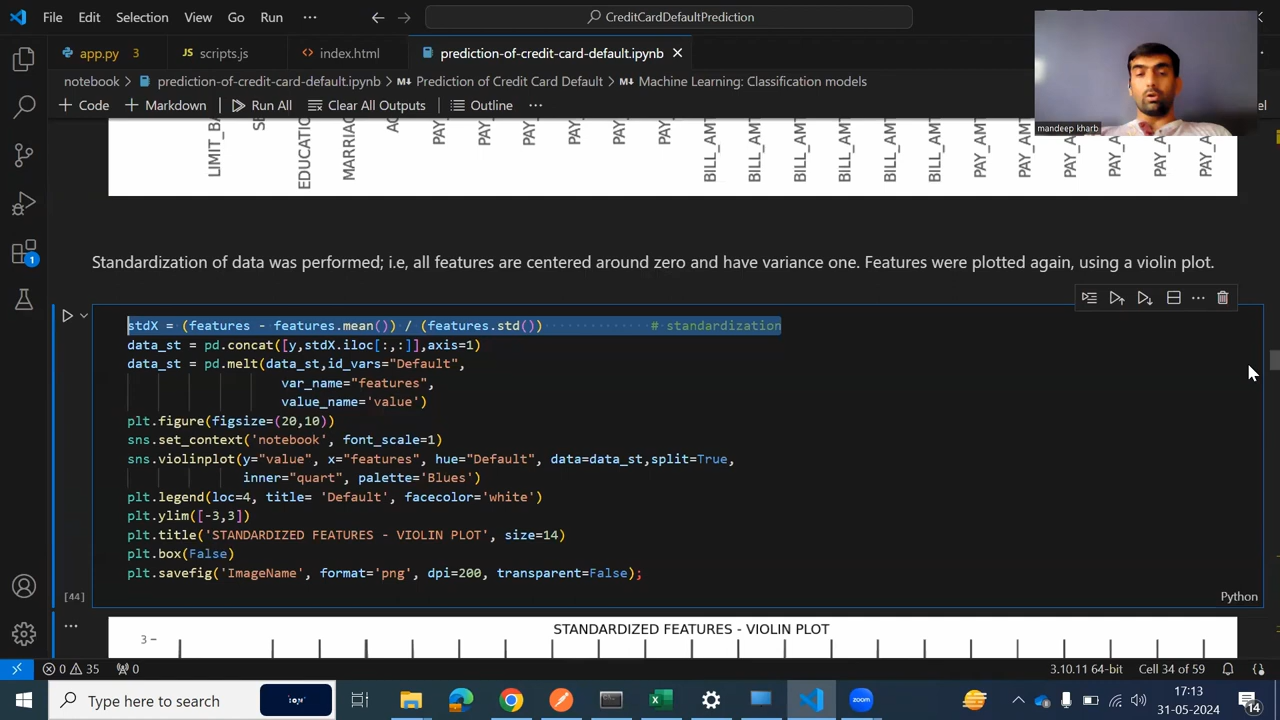 File Edit Selection View Go Run ··· CreditCardDefaultPrediction
app.py 3 JS scripts.js <> index.html prediction-of-credit-card-default.ipynb
notebook > prediction-of-credit-card-default.ipynb > M↓ Prediction of Credit Card Default > M↓ Machine Learning: Classification models
+ Code + Markdown Run All Clear All Outputs Outline ···
mandeep kharb
Standardization of data was performed; i.e, all features are centered around zero and have variance one. Features were plotted again, using a violin plot.
stdX = (features - features.mean()) / (features.std()) # standardization
data_st = pd.concat([y,stdX.iloc[:,:]],axis=1)
data_st = pd.melt(data_st,id_vars="Default",
var_name="features",
value_name='value')
plt.figure(figsize=(20,10))
sns.set_context('notebook', font_scale=1)
sns.violinplot(y="value", x="features", hue="Default", data=data_st,split=True,
inner="quart", palette='Blues')
plt.legend(loc=4, title= 'Default', facecolor='white')
plt.ylim([-3,3])
plt.title('STANDARDIZED FEATURES - VIOLIN PLOT', size=14)
plt.box(False)
plt.savefig('ImageName', format='png', dpi=200, transparent=False);
[44] Python
STANDARDIZED FEATURES - VIOLIN PLOT
3
0 35 0 3.10.11 64-bit Cell 34 of 59
Type here to search 17:13
31-05-2024 14